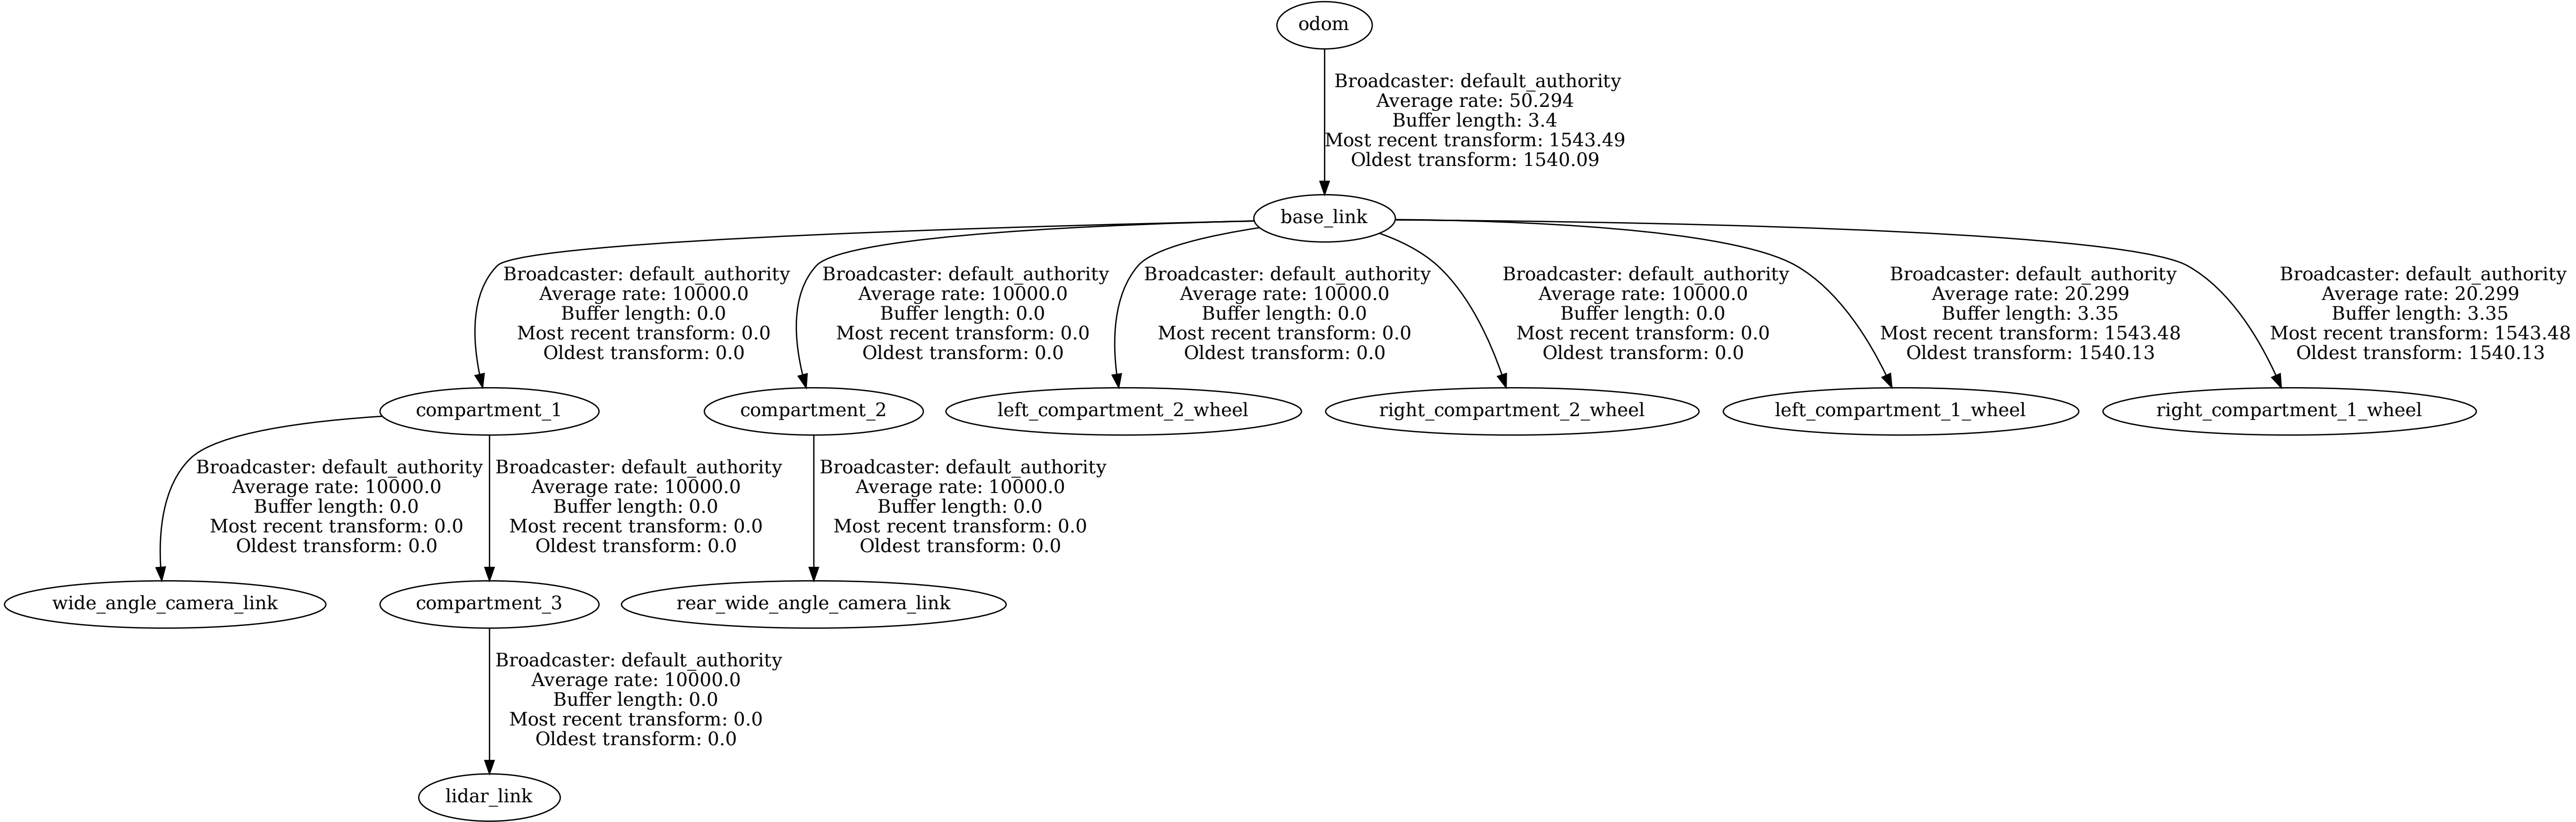 odom
Broadcaster: default_authority
Average rate: 50.294
Buffer length: 3.4
Most recent transform: 1543.49
Oldest transform: 1540.09
base_link
Broadcaster: default_authority
Average rate: 10000.0
Buffer length: 0.0
Most recent transform: 0.0
Oldest transform: 0.0
Broadcaster: default_authority
Average rate: 10000.0
Buffer length: 0.0
Most recent transform: 0.0
Oldest transform: 0.0
Broadcaster: default_authority
Average rate: 10000.0
Buffer length: 0.0
Most recent transform: 0.0
Oldest transform: 0.0
Broadcaster: default_authority
Average rate: 10000.0
Buffer length: 0.0
Most recent transform: 0.0
Oldest transform: 0.0
Broadcaster: default_authority
Average rate: 20.299
Buffer length: 3.35
Most recent transform: 1543.48
Oldest transform: 1540.13
Broadcaster: default_authority
Average rate: 20.299
Buffer length: 3.35
Most recent transform: 1543.48
Oldest transform: 1540.13
compartment_1
compartment_2
left_compartment_2_wheel
right_compartment_2_wheel
left_compartment_1_wheel
right_compartment_1_wheel
Broadcaster: default_authority
Average rate: 10000.0
Buffer length: 0.0
Most recent transform: 0.0
Oldest transform: 0.0
Broadcaster: default_authority
Average rate: 10000.0
Buffer length: 0.0
Most recent transform: 0.0
Oldest transform: 0.0
Broadcaster: default_authority
Average rate: 10000.0
Buffer length: 0.0
Most recent transform: 0.0
Oldest transform: 0.0
wide_angle_camera_link
compartment_3
rear_wide_angle_camera_link
Broadcaster: default_authority
Average rate: 10000.0
Buffer length: 0.0
Most recent transform: 0.0
Oldest transform: 0.0
lidar_link